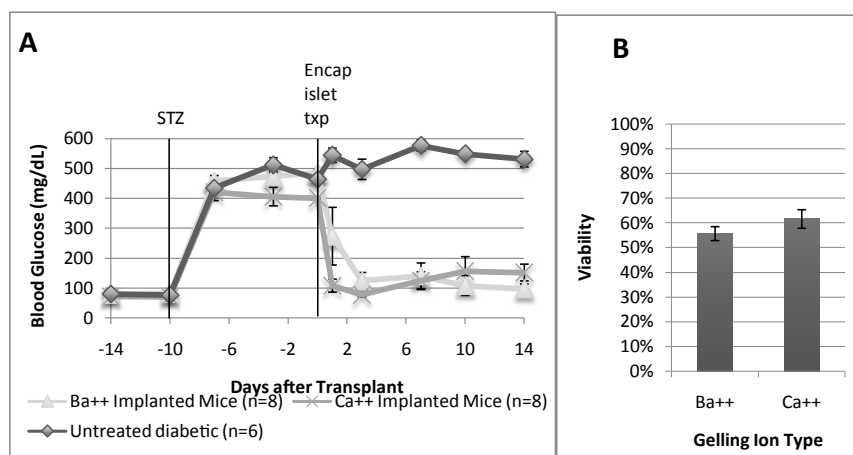 A
Encap
islet
txp
STZ
Blood Glucose (mg/dL)
600
500
400
300
200
100
0
-14 -10 -6 -2 2 6 10 14
Days after Transplant
Ba++ Implanted Mice (n=8) Ca++ Implanted Mice (n=8)
Untreated diabetic (n=6)
B
Viability
100%
90%
80%
70%
60%
50%
40%
30%
20%
10%
0%
Ba++ Ca++
Gelling Ion Type